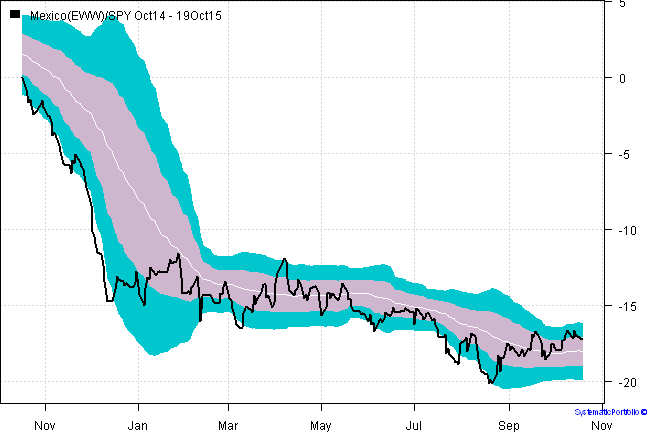 Mexico(EWW)/SPY Oct14 - 19Oct15
5
0
-5
-10
-15
-20
Nov
Jan
Mar
May
Jul
Sep
Nov
SystematicPortfolio ©